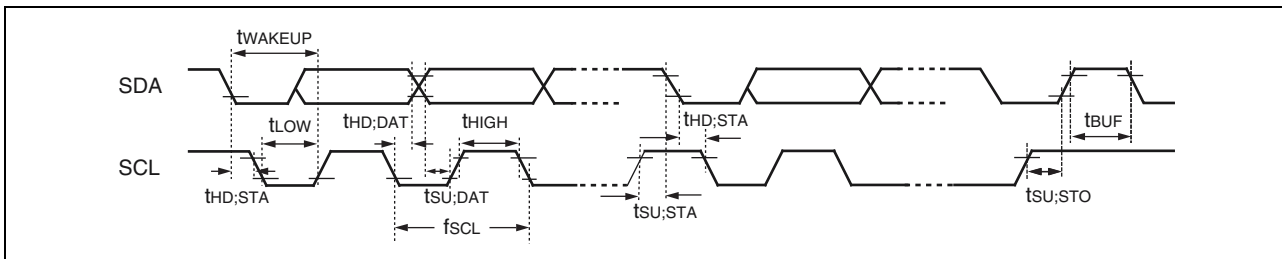 tWAKEUP
SDA
tLOW
tHD;DAT
tHIGH
tHD;STA
tBUF
SCL
tHD;STA
tSU;DAT
tSU;STA
tSU;STO
fSCL